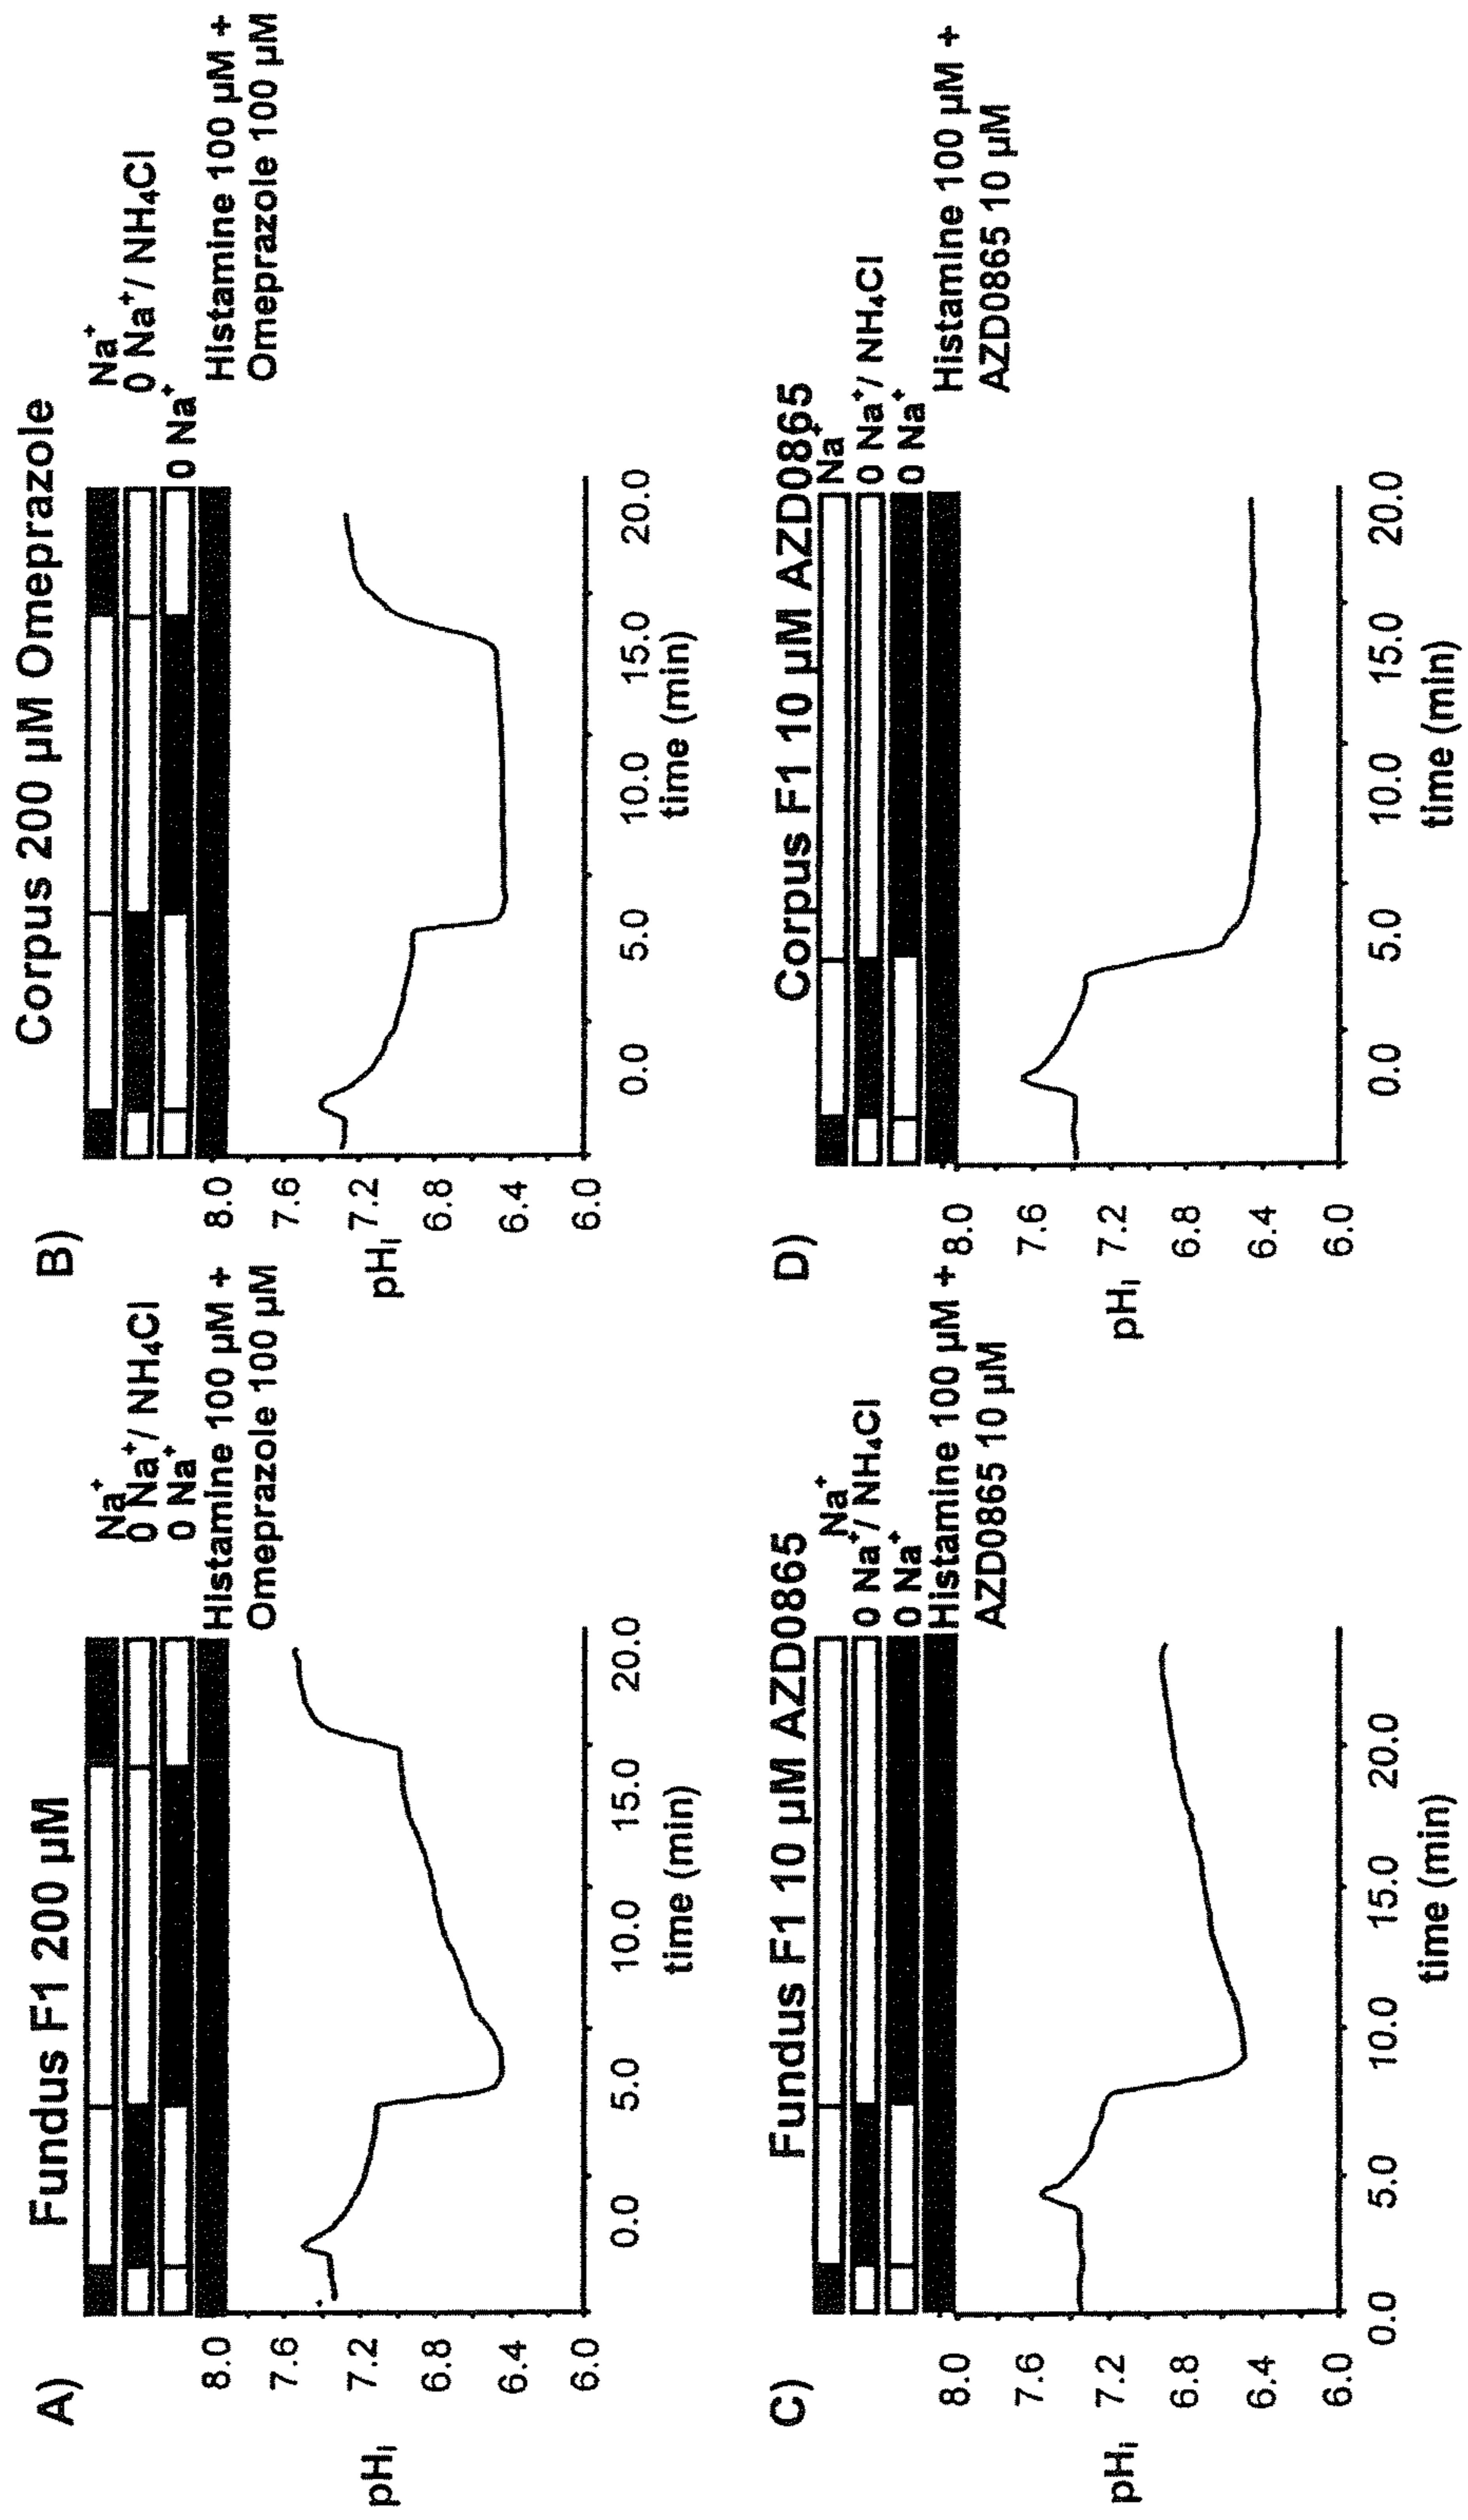 A)
Fundus F1 200 µM
Na+
0 Na+/ NH4Cl
0 Na+
Histamine 100 µM +
Omeprazole 100 µM
8.0
7.6
7.2
6.8
6.4
6.0
pHi
0.0 5.0 10.0 15.0 20.0
time (min)
B)
Corpus 200 µM Omeprazole
Na+
0 Na+/ NH4Cl
0 Na+
Histamine 100 µM +
Omeprazole 100 µM
8.0
7.6
7.2
6.8
6.4
6.0
pHi
0.0 5.0 10.0 15.0 20.0
time (min)
C)
Fundus F1 10 µM AZD0865
Na+
0 Na+/ NH4Cl
0 Na+
Histamine 100 µM +
AZD0865 10 µM
8.0
7.6
7.2
6.8
6.4
6.0
pHi
0.0 5.0 10.0 15.0 20.0
time (min)
D)
Corpus F1 10 µM AZD0865
Na+
0 Na+/ NH4Cl
0 Na+
Histamine 100 µM +
AZD0865 10 µM
8.0
7.6
7.2
6.8
6.4
6.0
pHi
0.0 5.0 10.0 15.0 20.0
time (min)